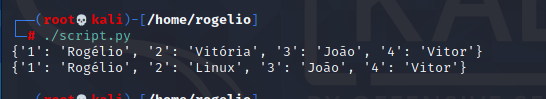 ┌──(root💀kali)-[/home/rogelio]
└─# ./script.py
{'1': 'Rogélio', '2': 'Vitória', '3': 'João', '4': 'Vitor'}
{'1': 'Rogélio', '2': 'Linux', '3': 'João', '4': 'Vitor'}
┌──(root💀kali)-[/home/rogelio]